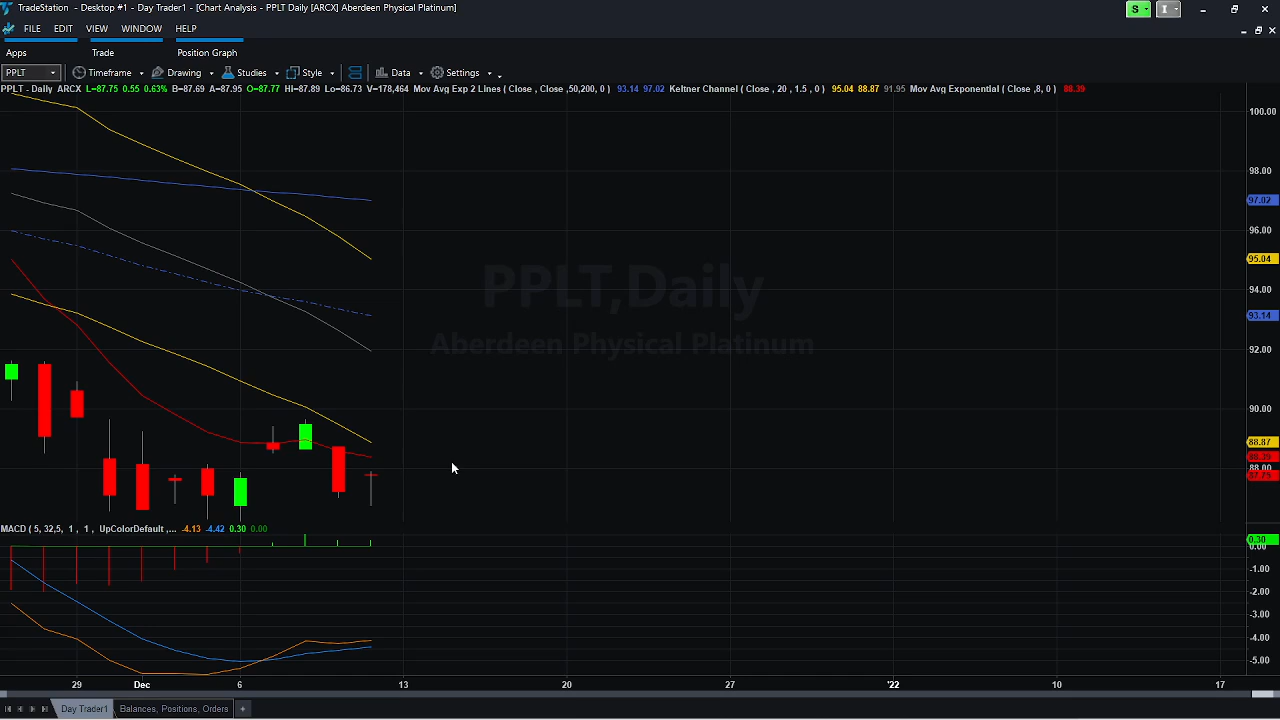 TradeStation - Desktop #1 - Day Trader1 - [Chart Analysis - PPLT Daily [ARCX] Aberdeen Physical Platinum]
S
I
FILE EDIT VIEW WINDOW HELP
Apps Trade Position Graph
PPLT Timeframe Drawing Studies Style Data Settings
PPLT - Daily ARCX L=87.75 0.55 0.63% B=87.69 A=87.95 O=87.77 Hi=87.89 Lo=86.73 V=178,464 Mov Avg Exp 2 Lines ( Close , Close ,50,200, 0 ) 93.14 97.02 Keltner Channel ( Close , 20 , 1.5 , 0 ) 95.04 88.87 91.95 Mov Avg Exponential ( Close ,8, 0 ) 88.39
100.00
98.00
97.02
96.00
95.04
94.00
93.14
92.00
90.00
88.87
88.39
88.00
87.75
PPLT,Daily
Aberdeen Physical Platinum
MACD ( 5, 32,5, 1 , 1 , UpColorDefault ,... -4.13 -4.42 0.30 0.00
0.30
0.00
-1.00
-2.00
-3.00
-4.00
-5.00
29 Dec 6 13 20 27 '22 10 17
Day Trader1 Balances, Positions, Orders +